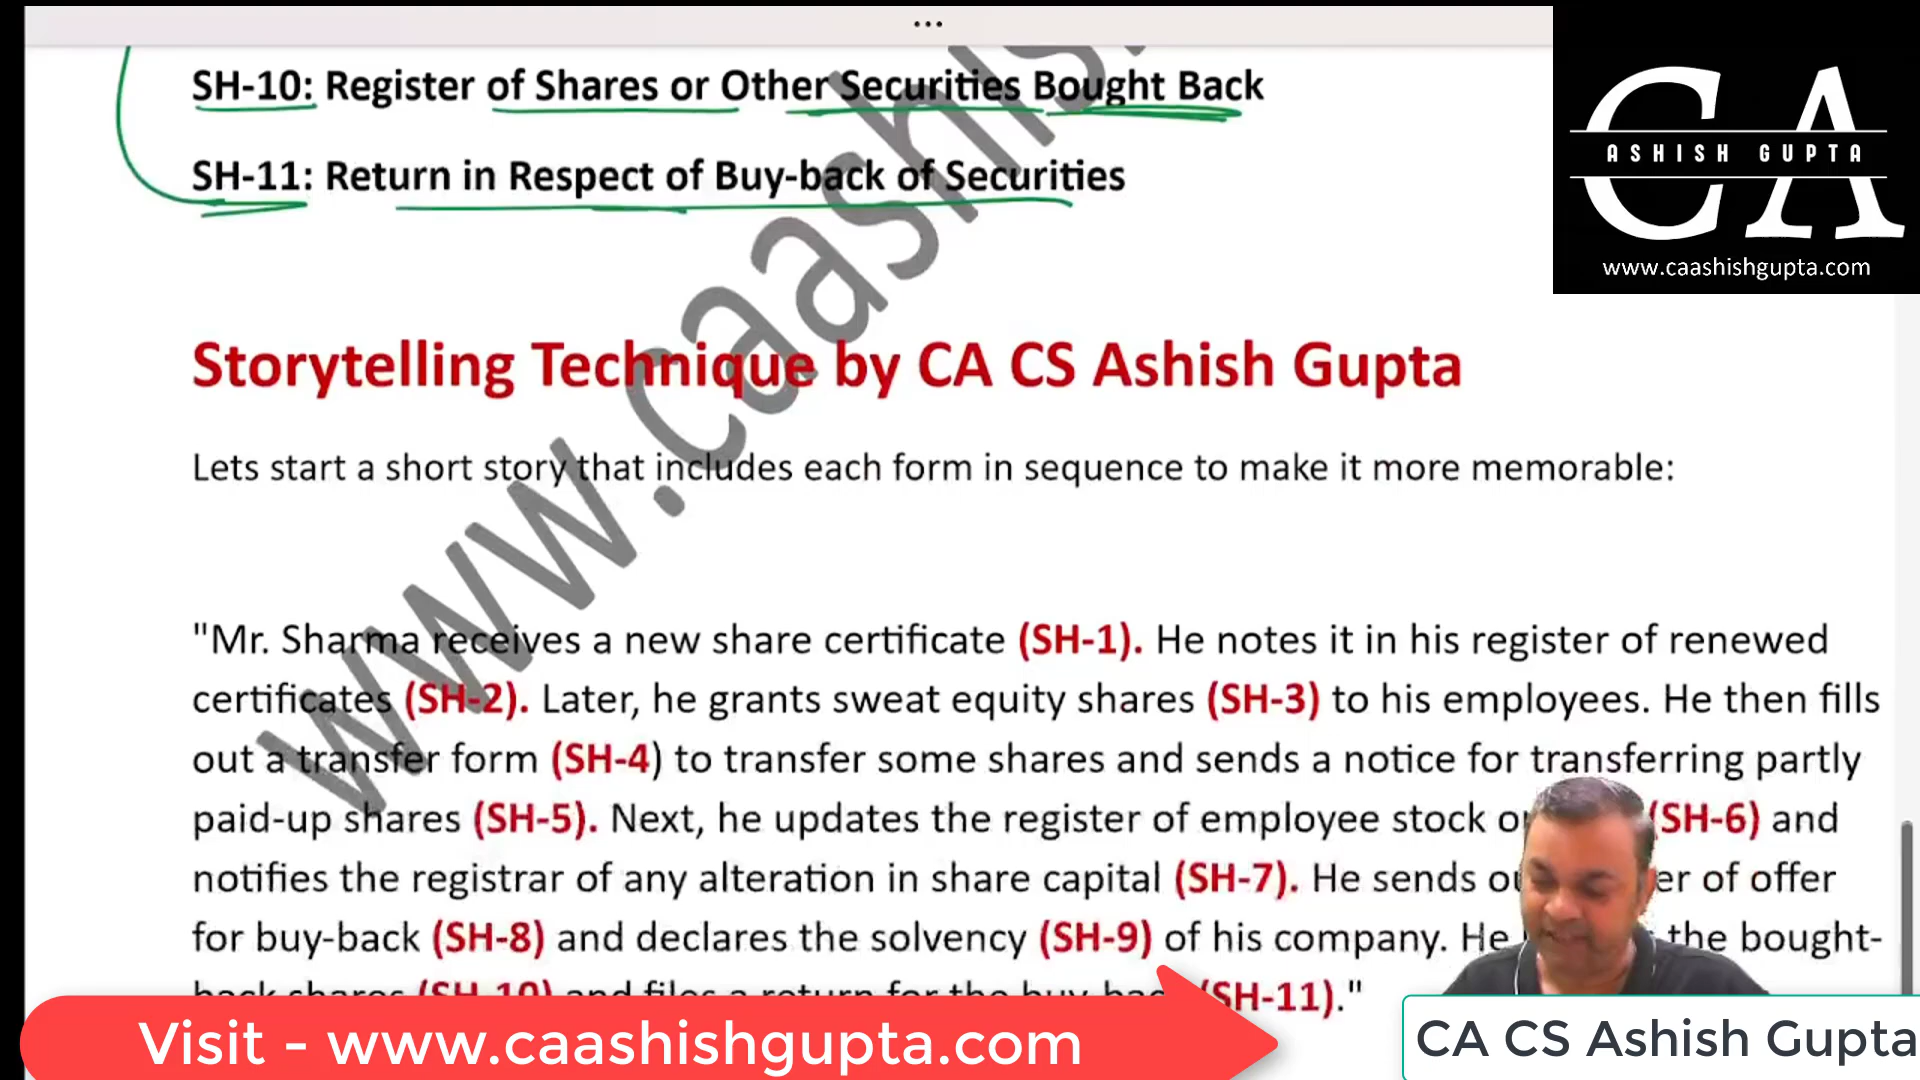 ...
SH-10: Register of Shares or Other Securities Bought Back
SH-11: Return in Respect of Buy-back of Securities
CA
ASHISH GUPTA
www.caashishgupta.com
www.caashish
Storytelling Technique by CA CS Ashish Gupta
Lets start a short story that includes each form in sequence to make it more memorable:
"Mr. Sharma receives a new share certificate (SH-1). He notes it in his register of renewed
certificates (SH-2). Later, he grants sweat equity shares (SH-3) to his employees. He then fills
out a transfer form (SH-4) to transfer some shares and sends a notice for transferring partly
paid-up shares (SH-5). Next, he updates the register of employee stock (SH-6) and
notifies the registrar of any alteration in share capital (SH-7). He sends of offer
for buy-back (SH-8) and declares the solvency (SH-9) of his company. He the bought-
back shares (SH-10) and files a return for the buy-back (SH-11)."
Visit - www.caashishgupta.com
CA CS Ashish Gupta